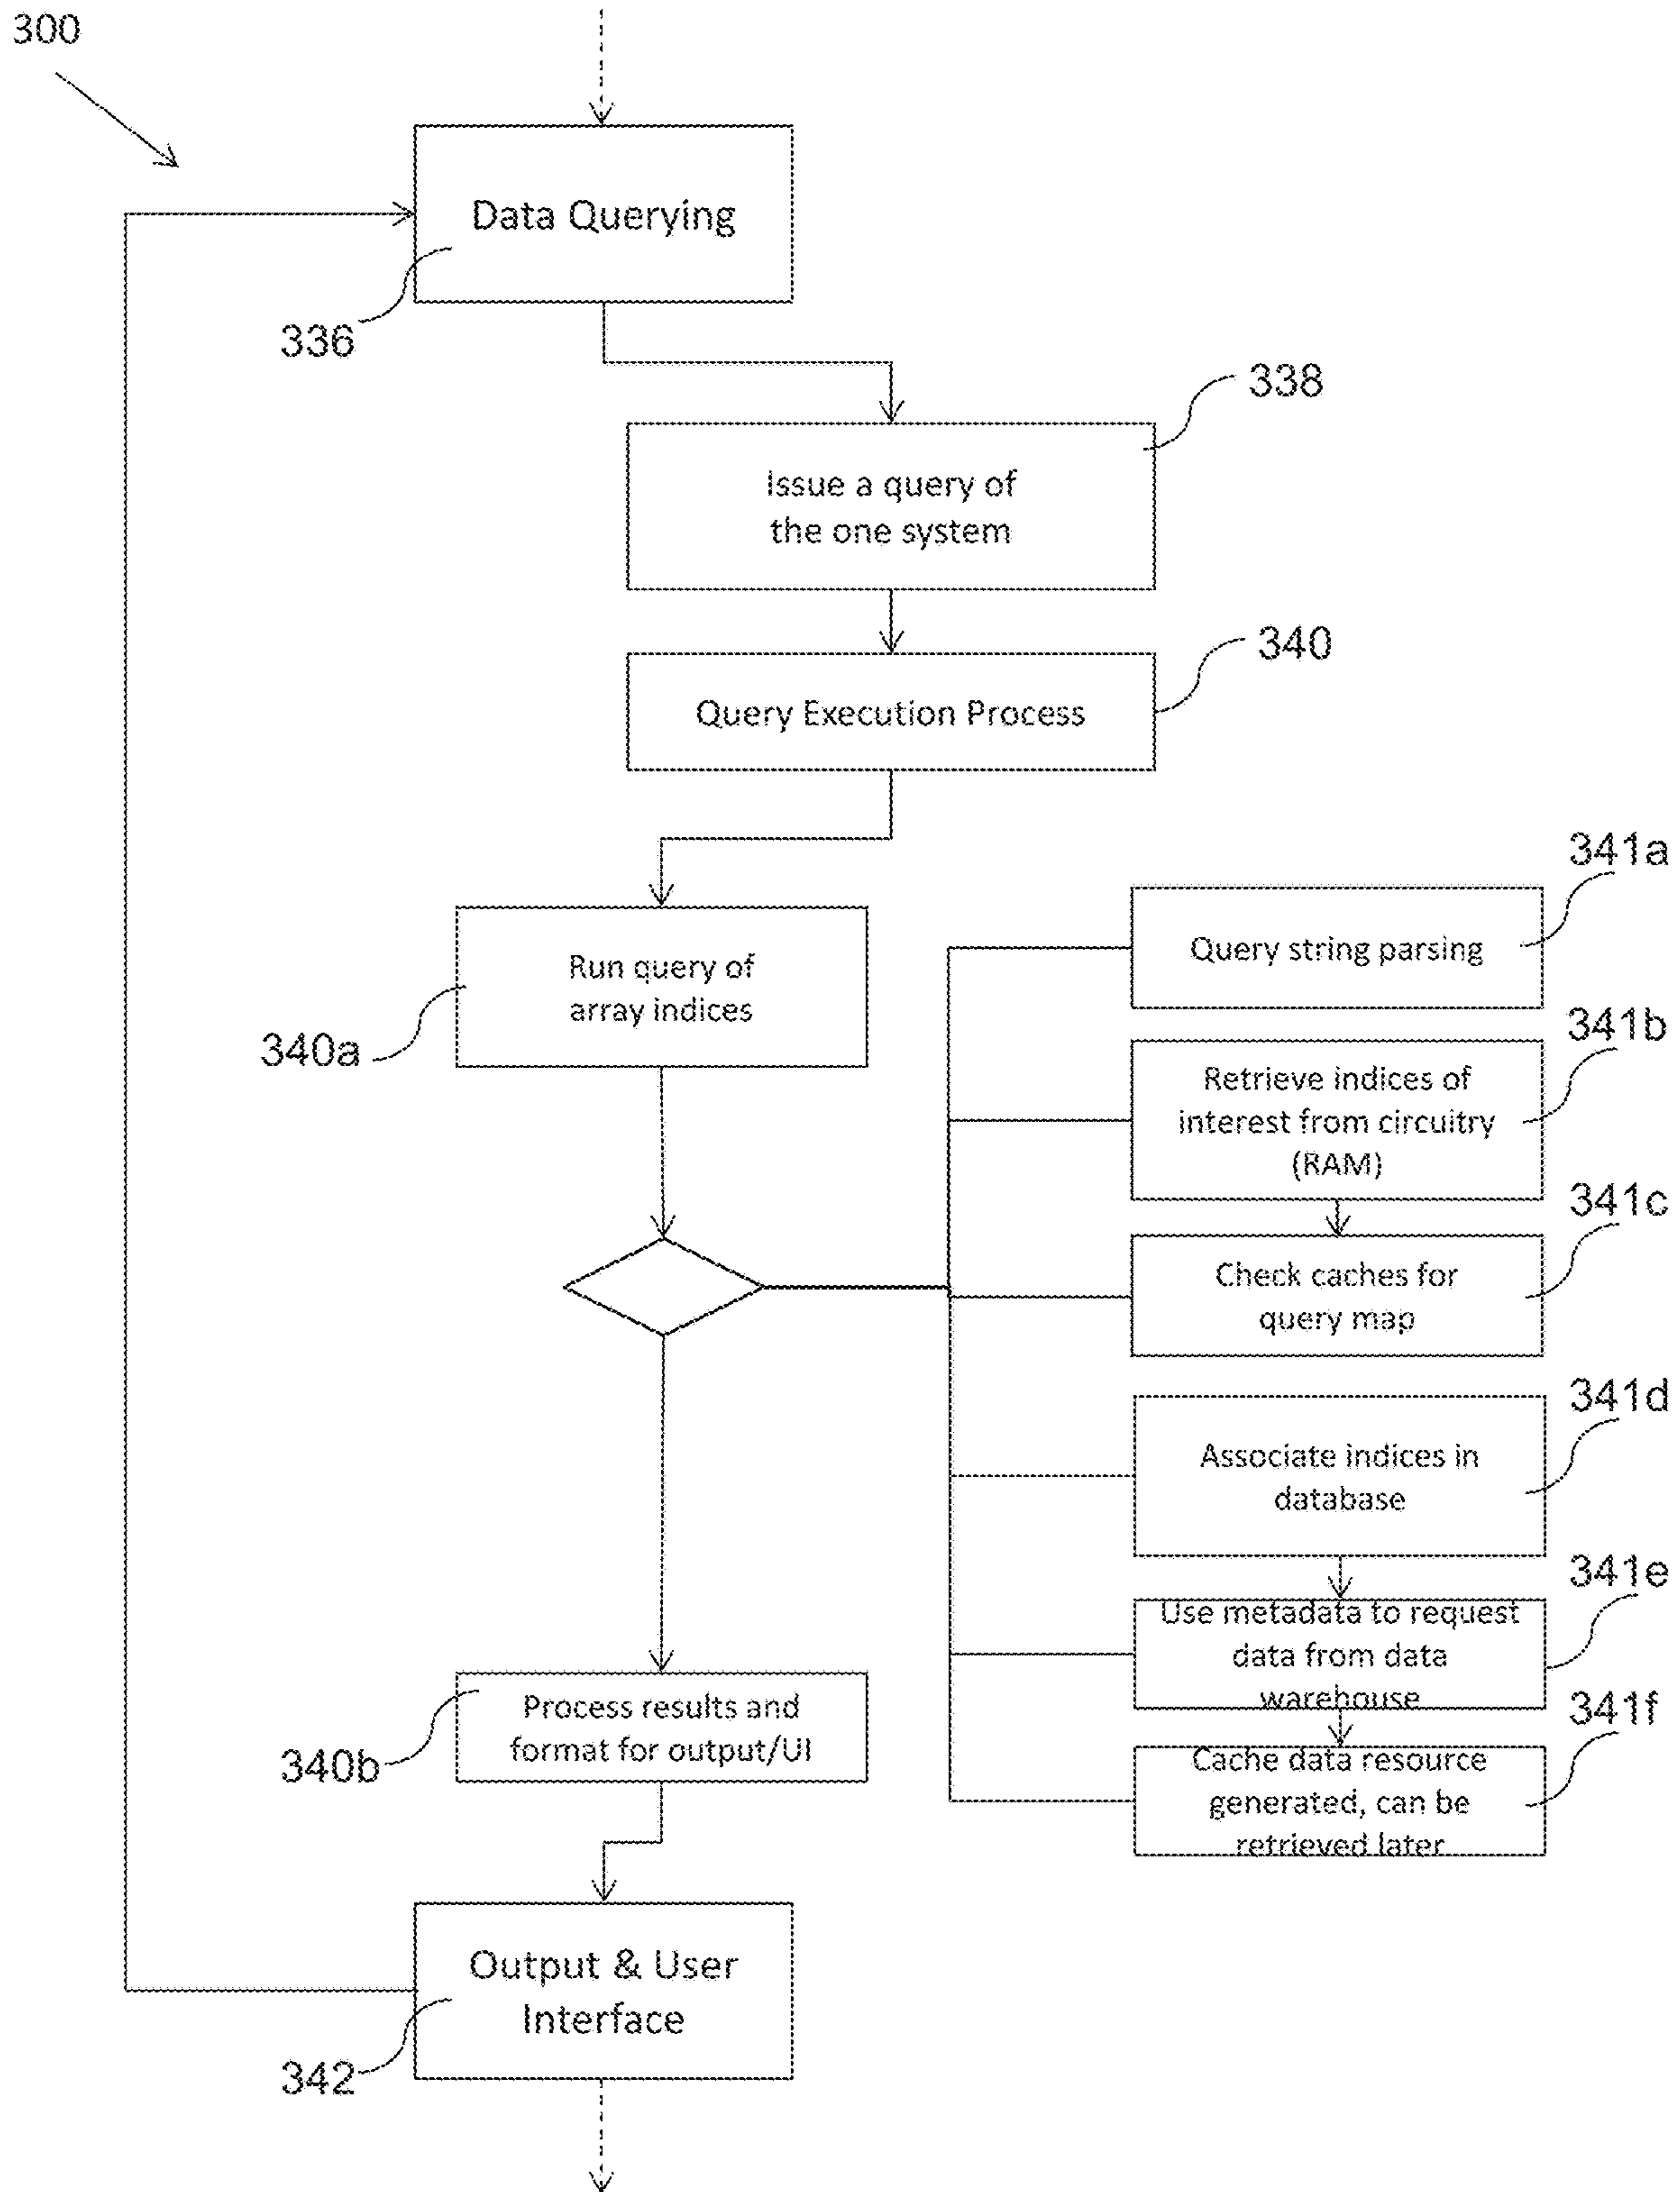 300
Data Querying
336
338
Issue a query of
the one system
340
Query Execution Process
341a
Query string parsing
Run query of
array indices
340a
341b
Retrieve indices of
interest from circuitry
(RAM)
341c
Check caches for
query map
341d
Associate indices in
database
341e
Use metadata to request
data from data
warehouse
Process results and
format for output/UI
340b
341f
Cache data resource
generated, can be
retrieved later
Output & User
Interface
342